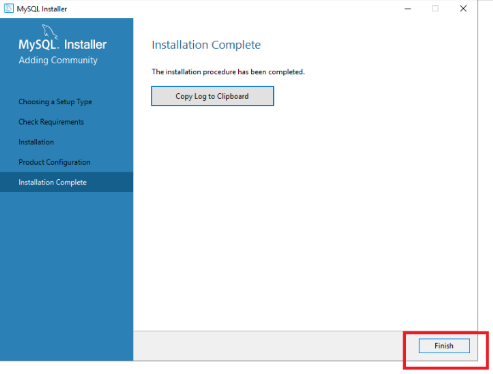 MySQL Installer
MySQL. Installer
Adding Community
Choosing a Setup Type
Check Requirements
Installation
Product Configuration
Installation Complete
Installation Complete
The installation procedure has been completed.
Copy Log to Clipboard
Finish